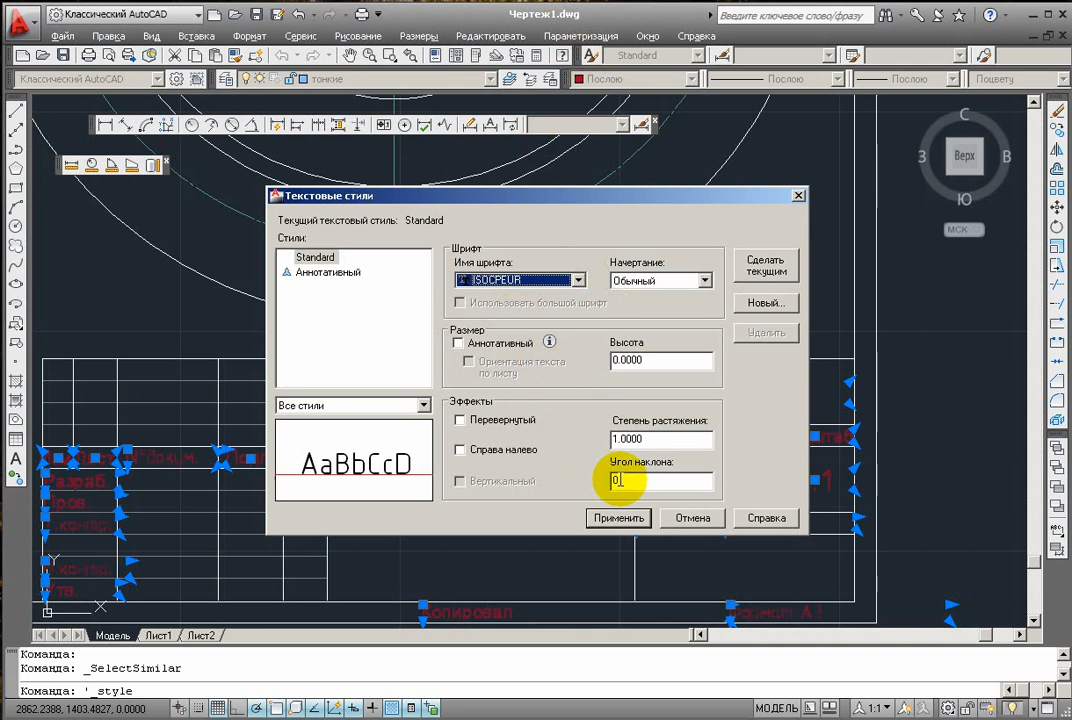 Классический AutoCAD
Чертеж1.dwg
Введите ключевое слово/фразу
Файл Правка Вид Вставка Формат Сервис Рисование Размеры Редактировать Параметризация Окно Справка
Standard
Классический AutoCAD
тонкие
Послою
Послою
Послою
Поцвету
С
З Верх В
Ю
МСК
Текстовые стили
Текущий текстовый стиль: Standard
Стили:
Standard
Аннотативный
Все стили
AaBbCcD
Шрифт
Имя шрифта:
ISOCPEUR
Начертание:
Обычный
Использовать большой шрифт
Размер
Аннотативный
Ориентация текста
по листу
Высота
0.0000
Эффекты
Перевернутый
Справа налево
Вертикальный
Степень растяжения:
1.0000
Угол наклона:
0
Сделать
текущим
Новый...
Удалить
Применить
Отмена
Справка
Разраб.
Пров.
Т.контр.
Утв.
Копировал
Формат А4
Y
X
Модель Лист1 Лист2
Команда:
Команда: _SelectSimilar
Команда: '_style
2862.2388, 1403.4827, 0.0000
МОДЕЛЬ
1:1